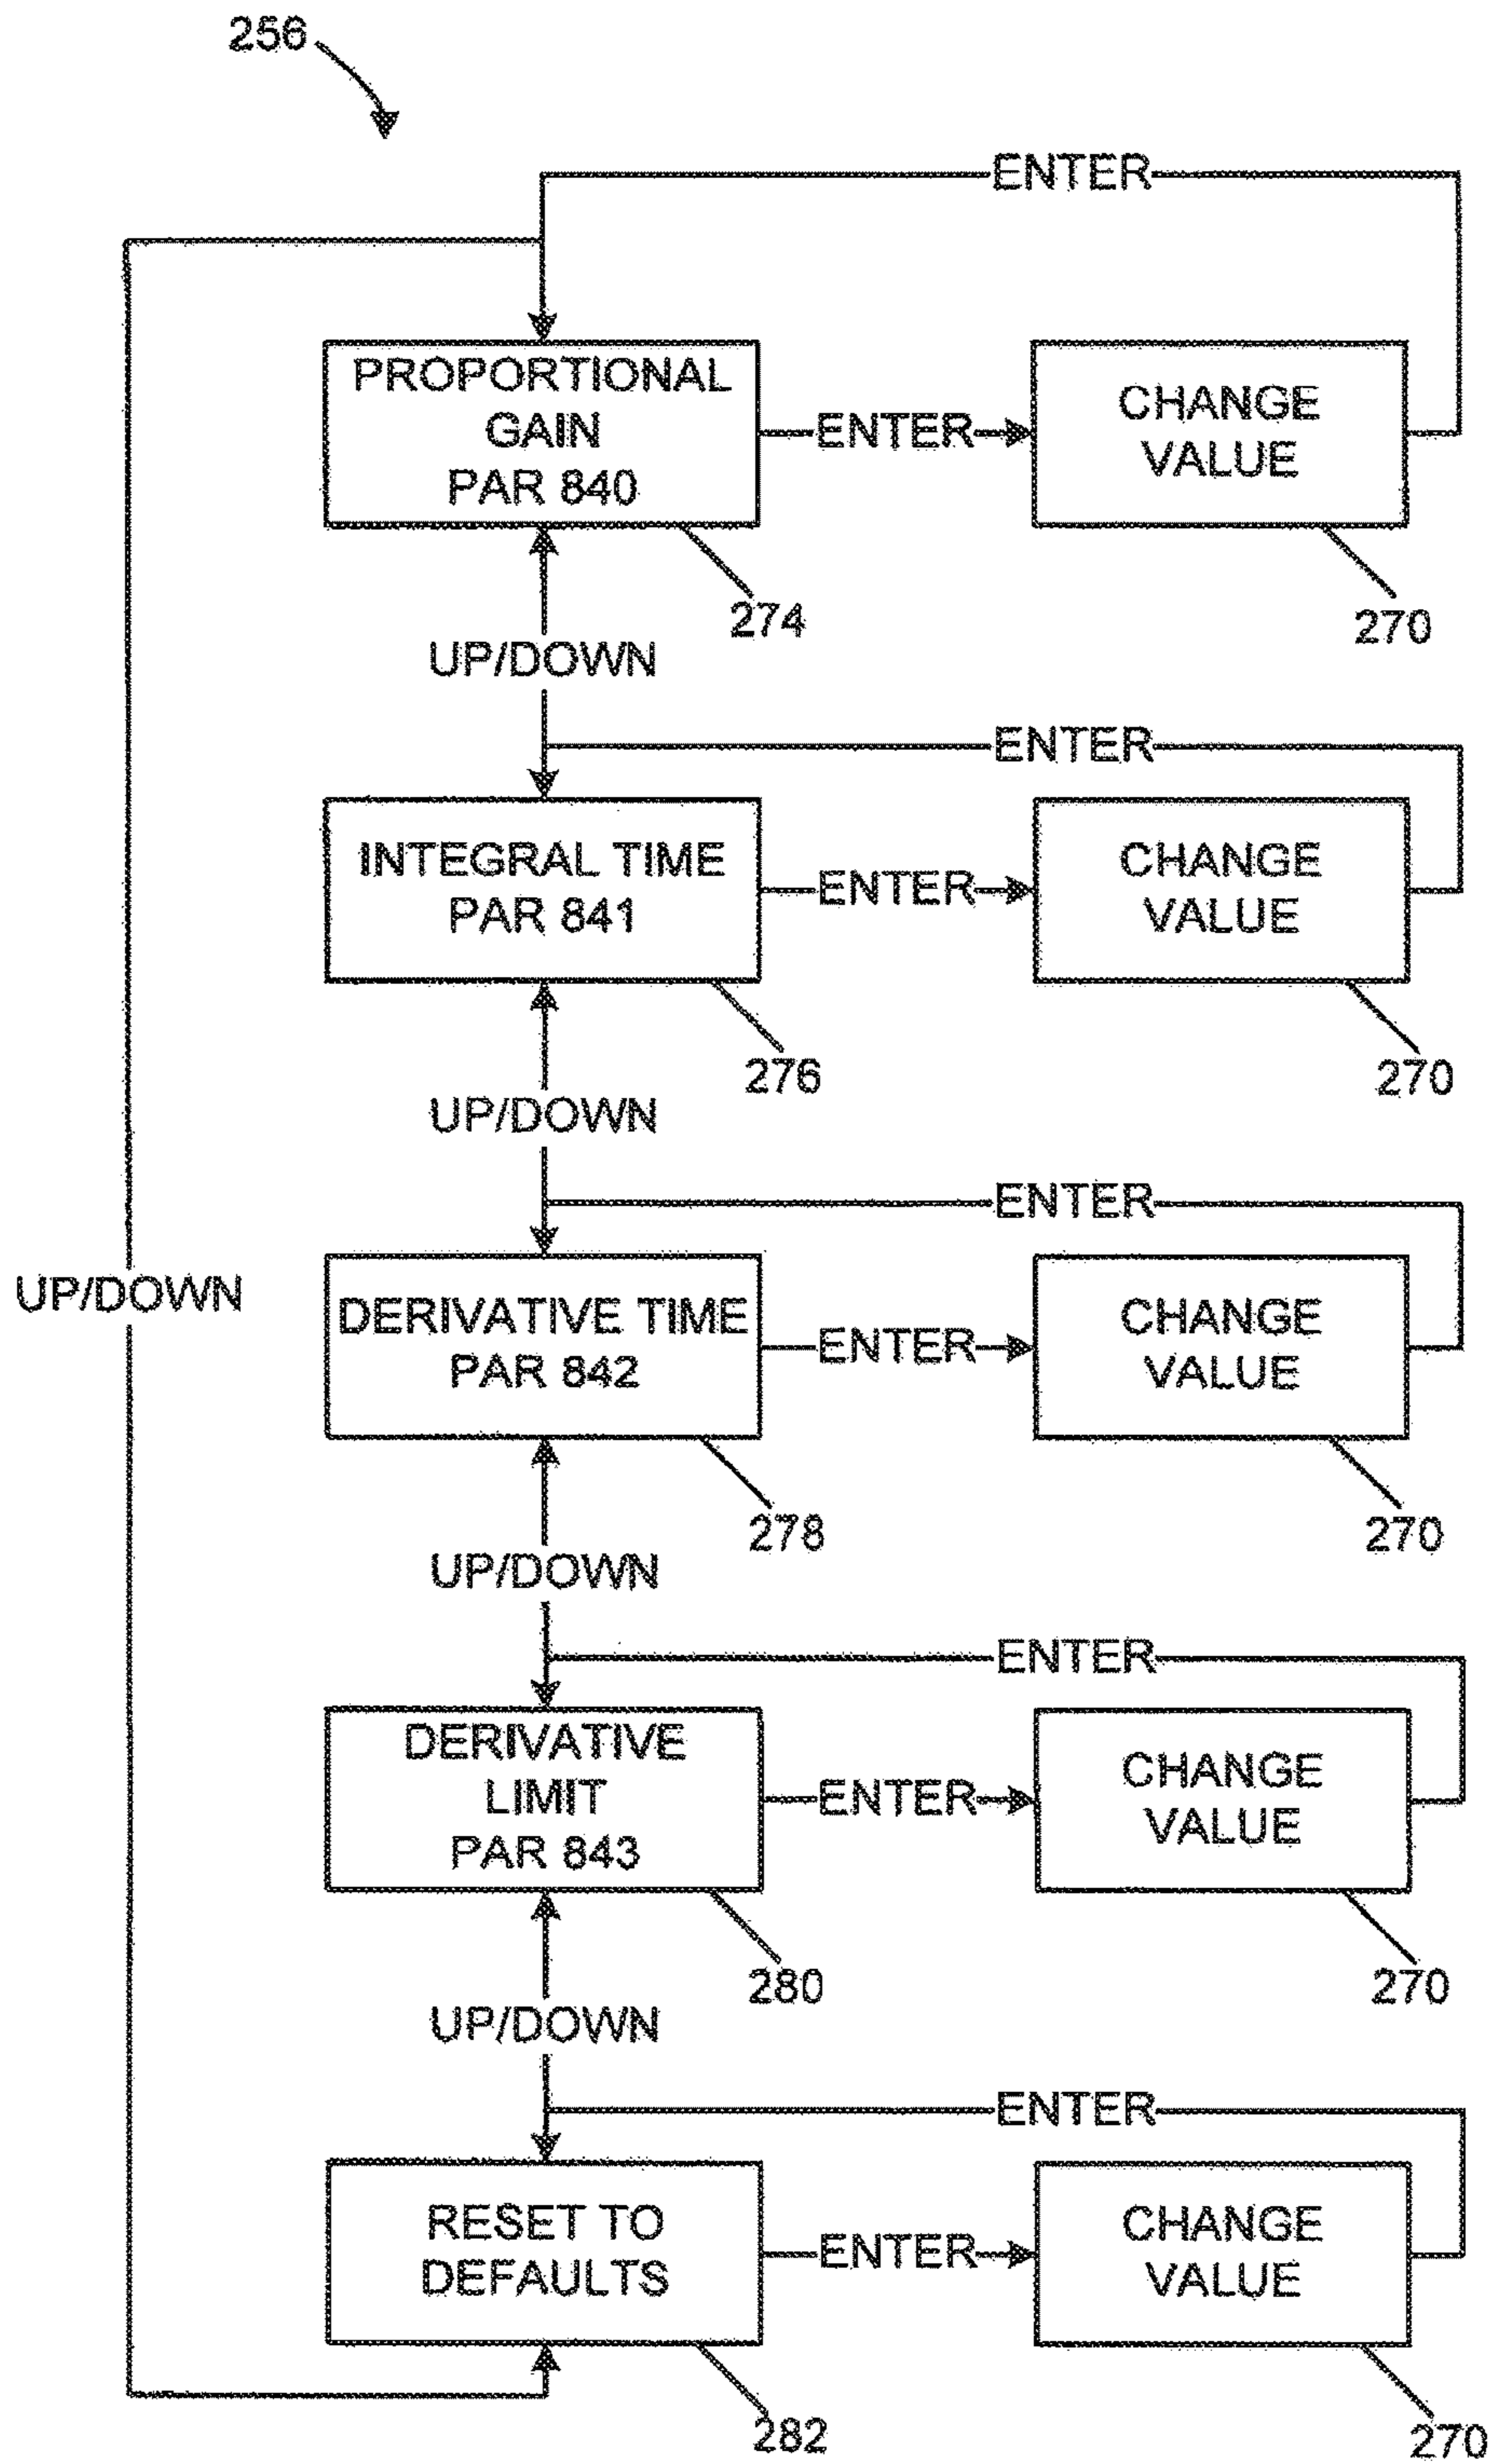 256
ENTER
PROPORTIONAL
GAIN
PAR 840
ENTER
CHANGE
VALUE
274
270
UP/DOWN
ENTER
INTEGRAL TIME
PAR 841
ENTER
CHANGE
VALUE
276
270
UP/DOWN
ENTER
UP/DOWN
DERIVATIVE TIME
PAR 842
ENTER
CHANGE
VALUE
278
270
UP/DOWN
ENTER
DERIVATIVE
LIMIT
PAR 843
ENTER
CHANGE
VALUE
280
270
UP/DOWN
ENTER
RESET TO
DEFAULTS
ENTER
CHANGE
VALUE
282
270